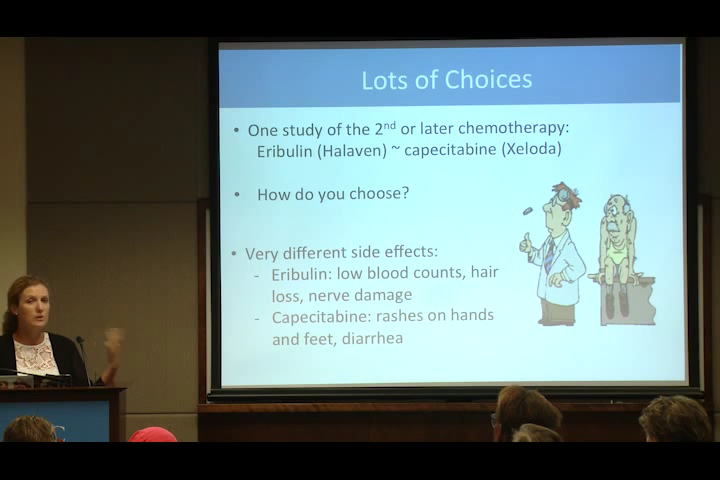 Lots of Choices
• One study of the 2nd or later chemotherapy:
Eribulin (Halaven) ~ capecitabine (Xeloda)
• How do you choose?
• Very different side effects:
- Eribulin: low blood counts, hair
loss, nerve damage
- Capecitabine: rashes on hands
and feet, diarrhea